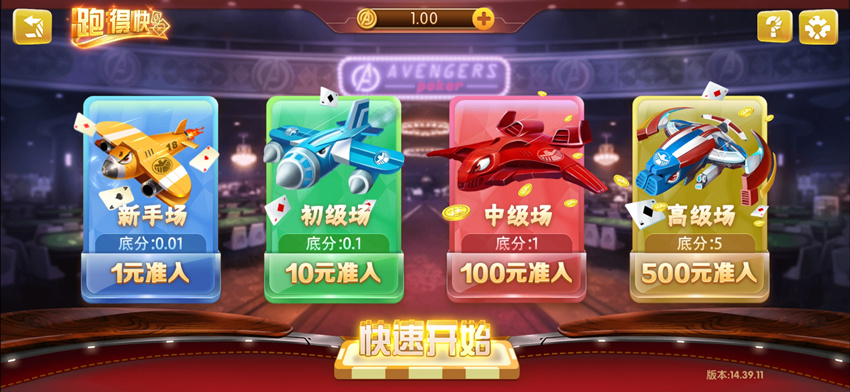 跑得快
1.00
AVENGERS
poker
18
新手场
底分:0.01
1元准入
初级场
底分:0.1
10元准入
中级场
底分:1
100元准入
高级场
底分:5
500元准入
快速开始
版本:14.39.11